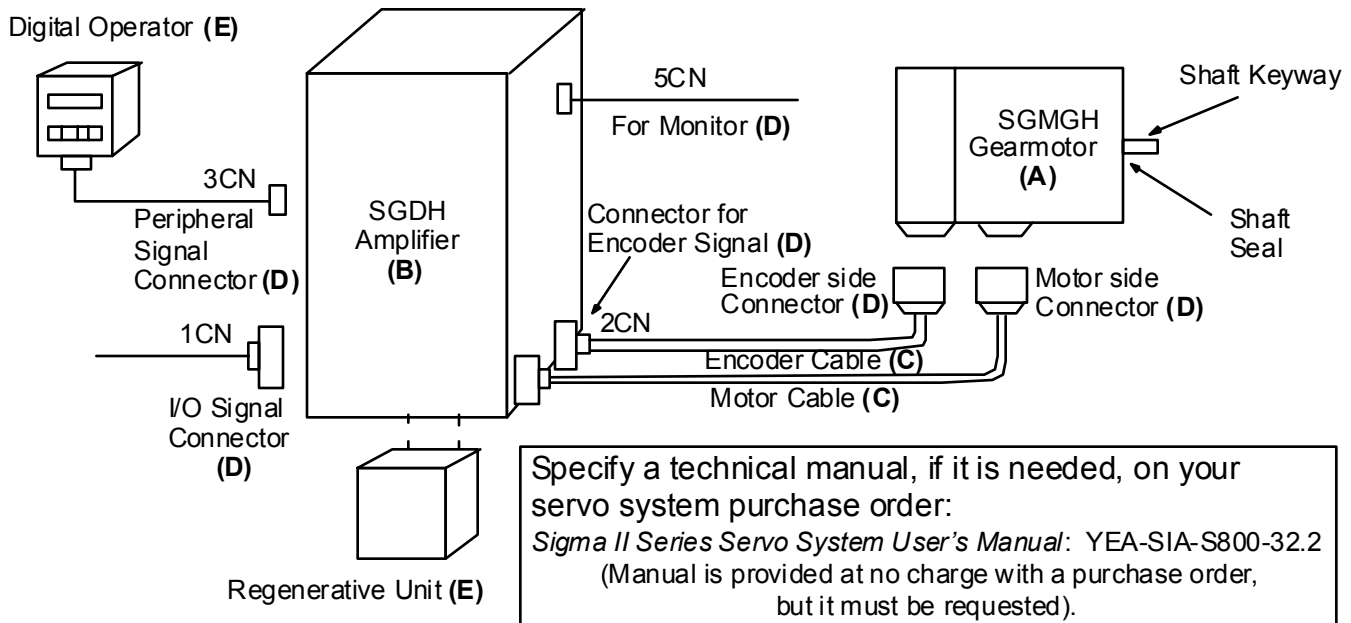 Digital Operator (E)
3CN
Peripheral
Signal
Connector (D)
1CN
I/O Signal
Connector
(D)
SGDH
Amplifier
(B)
Regenerative Unit (E)
5CN
For Monitor (D)
Connector for
Encoder Signal (D)
2CN
Encoder side
Connector (D)
Motor side
Connector (D)
Encoder Cable (C)
Motor Cable (C)
SGMGH
Gearmotor
(A)
Shaft Keyway
Shaft
Seal
Specify a technical manual, if it is needed, on your
servo system purchase order:
Sigma II Series Servo System User's Manual: YEA-SIA-S800-32.2
(Manual is provided at no charge with a purchase order,
but it must be requested).